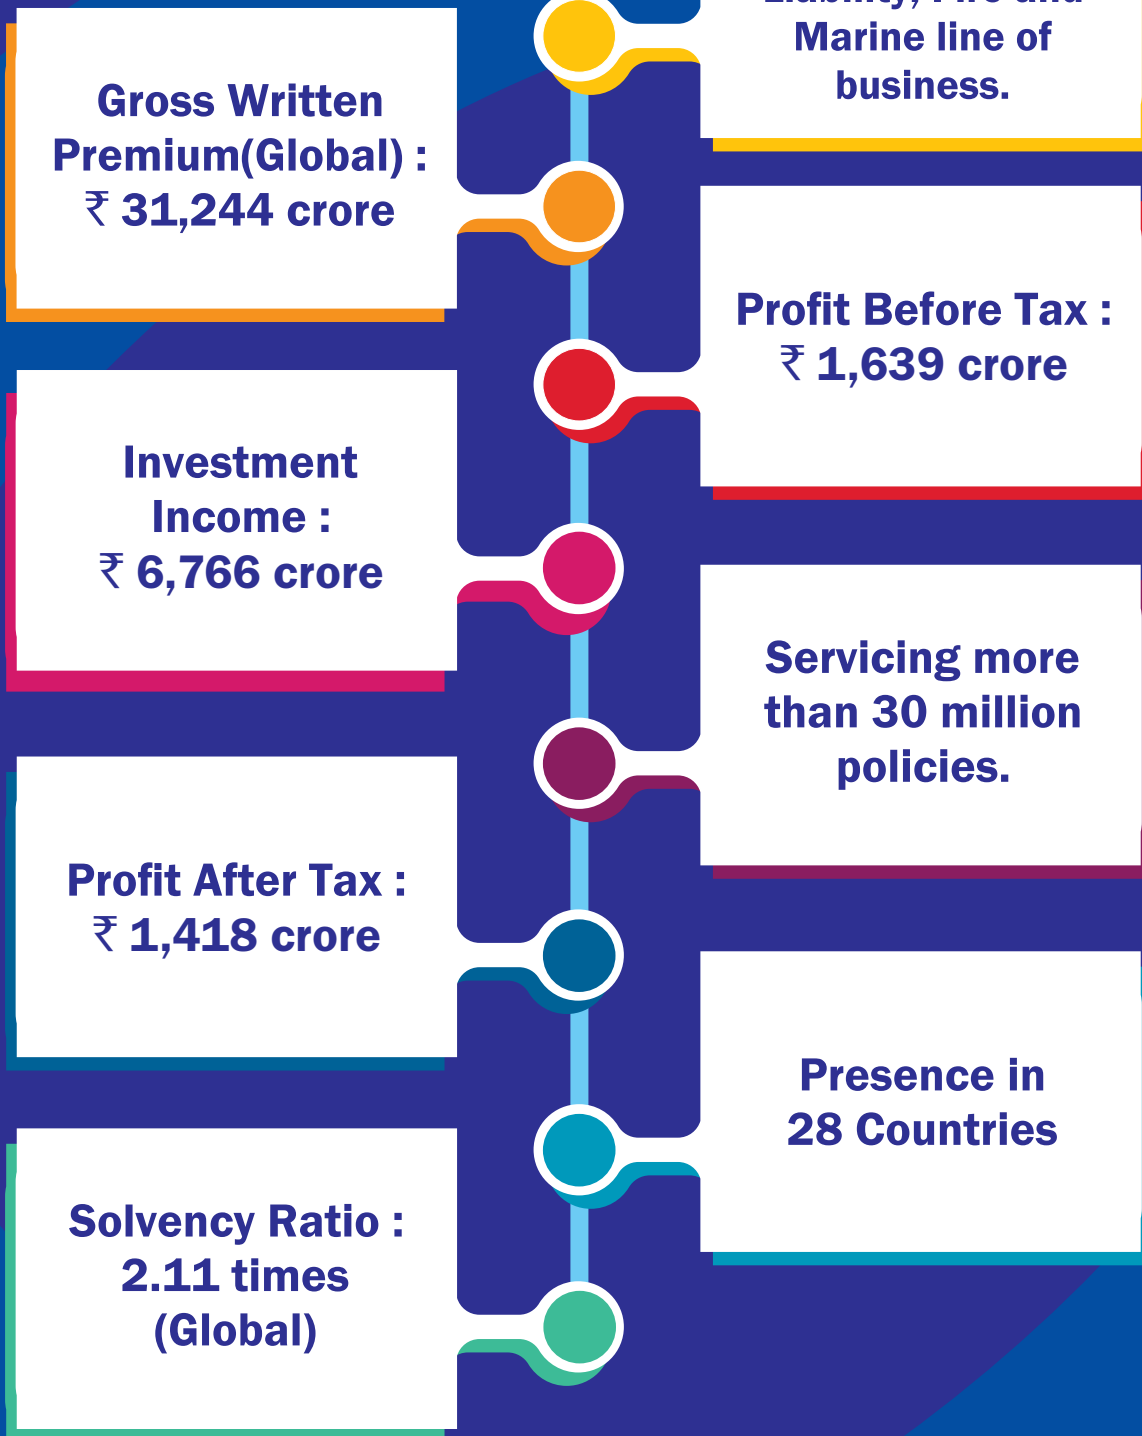 Marine line of
business.
Gross Written
Premium(Global) :
₹ 31,244 crore
Profit Before Tax :
₹ 1,639 crore
Investment
Income :
₹ 6,766 crore
Servicing more
than 30 million
policies.
Profit After Tax :
₹ 1,418 crore
Presence in
28 Countries
Solvency Ratio :
2.11 times
(Global)